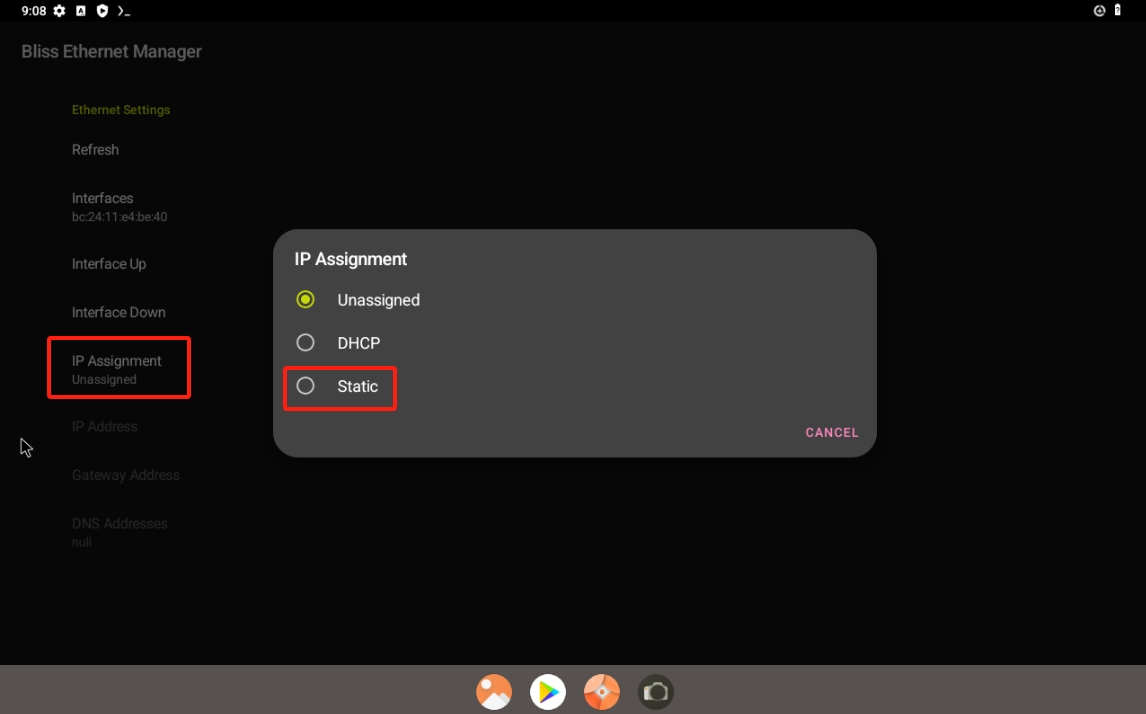 9:08
Bliss Ethernet Manager
Ethernet Settings
Refresh
Interfaces
bc:24:11:e4:be:40
Interface Up
Interface Down
IP Assignment
Unassigned
IP Address
Gateway Address
DNS Addresses
null
IP Assignment
Unassigned
DHCP
Static
CANCEL